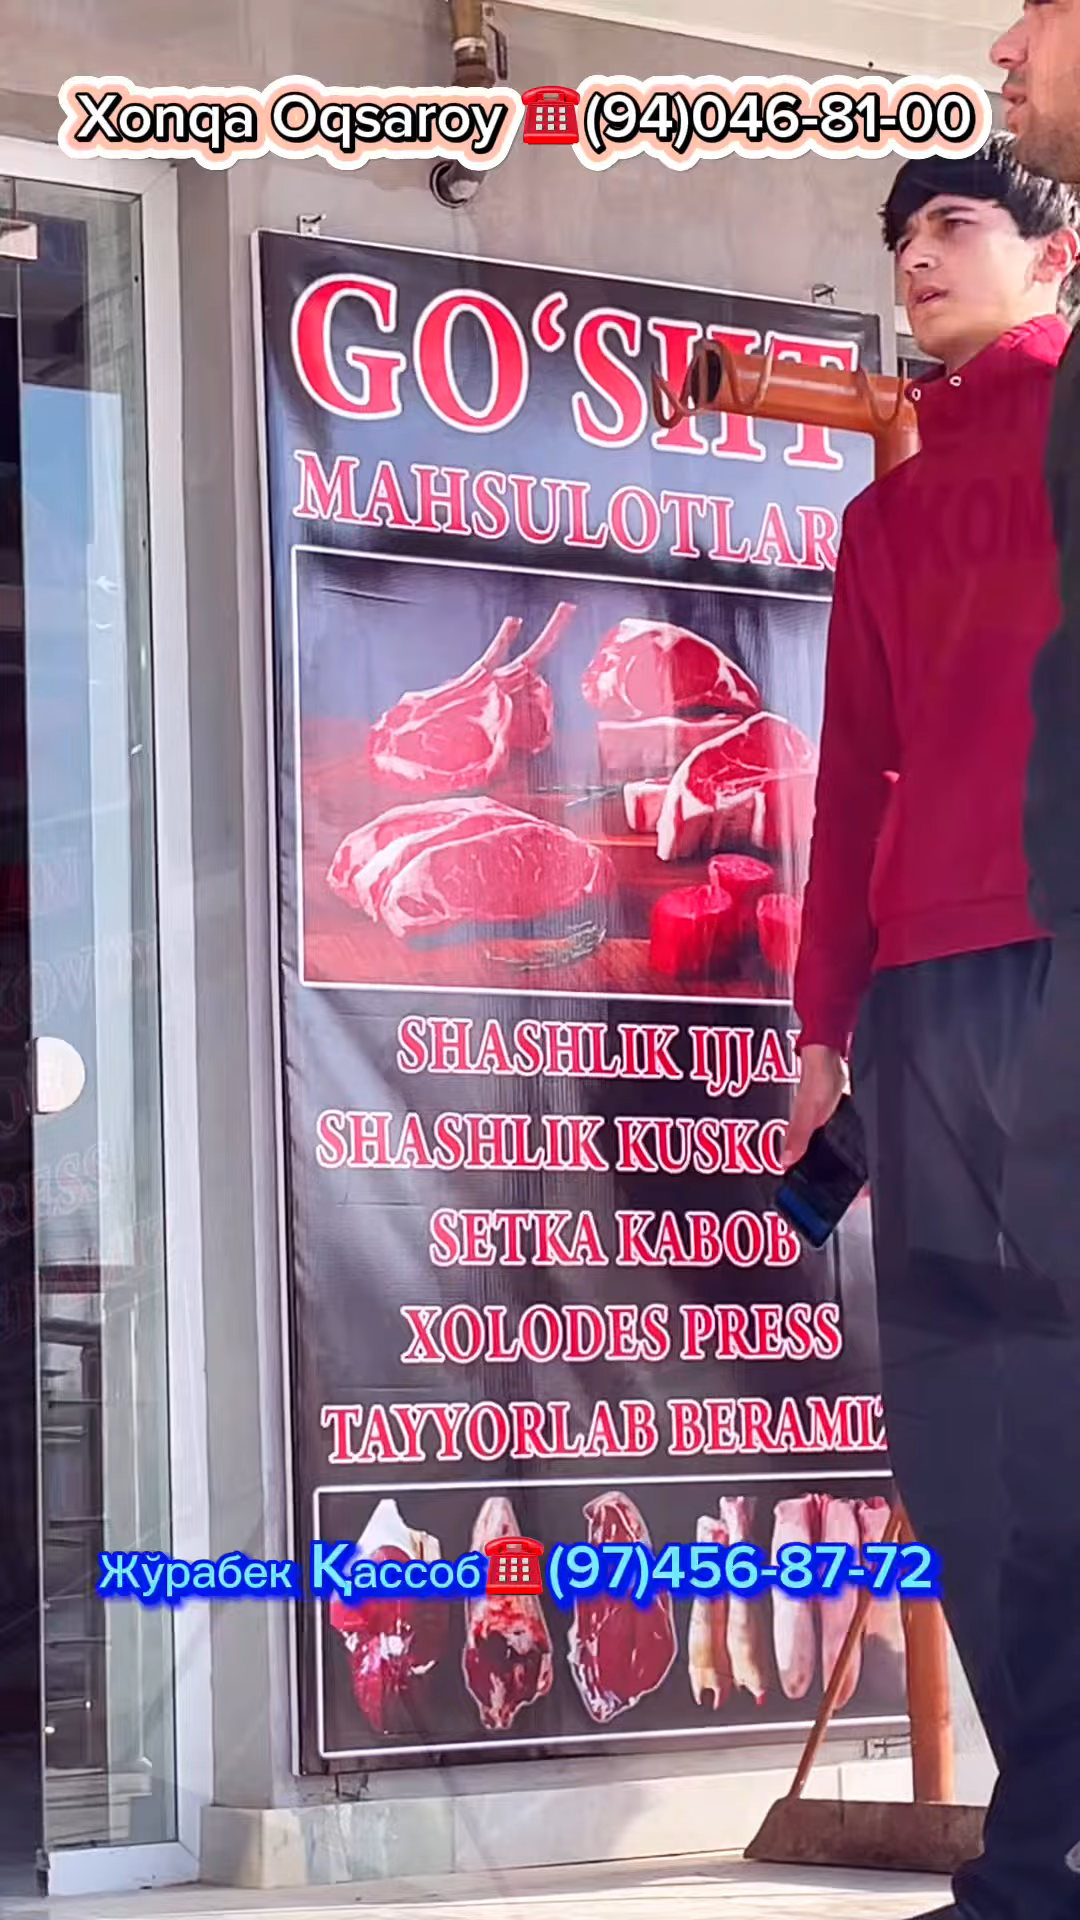 Xonqa Oqsaroy ☎️(94)046-81-00
GO‘SHT
MAHSULOTLAR
SHASHLIK
SHASHLIK
SETKA KABOB
XOLODES PRESS
TAYYORLAB BERAMIZ
Жўрабек Қассоб☎️(97)456-87-72